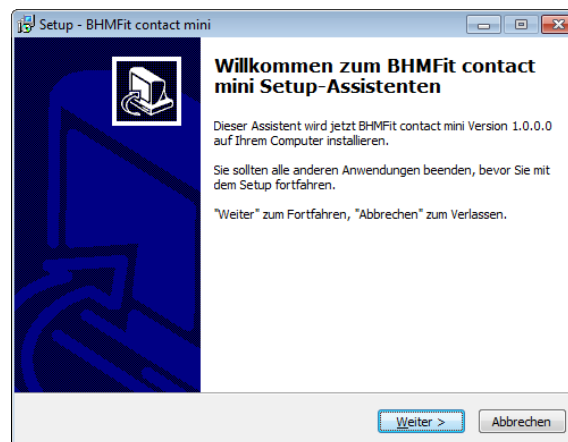 Setup - BHMFit contact mini
Willkommen zum BHMFit contact
mini Setup-Assistenten
Dieser Assistent wird jetzt BHMFit contact mini Version 1.0.0.0
auf Ihrem Computer installieren.
Sie sollten alle anderen Anwendungen beenden, bevor Sie mit
dem Setup fortfahren.
"Weiter" zum Fortfahren, "Abbrechen" zum Verlassen.
Weiter >
Abbrechen